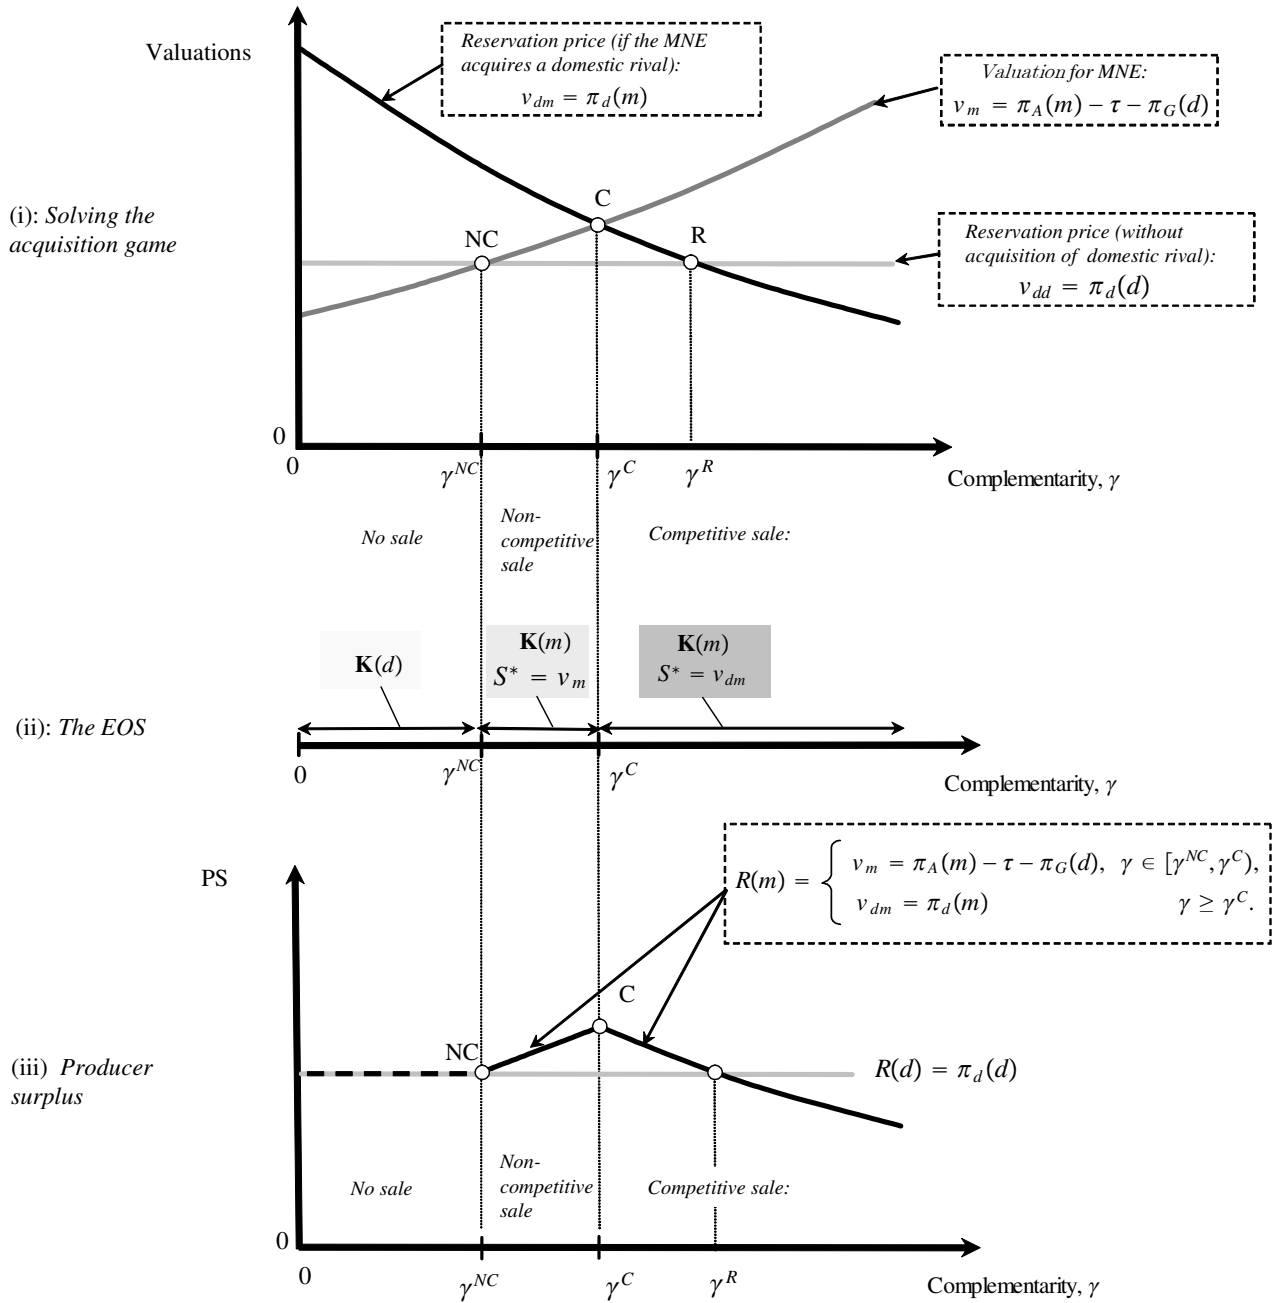 Valuations
Reservation price (if the MNE
acquires a domestic rival):
v_dm = π_d(m)
Valuation for MNE:
v_m = π_A(m) − τ − π_G(d)
(i): Solving the
acquisition game
C
NC
R
Reservation price (without
acquisition of domestic rival):
v_dd = π_d(d)
0
0
γ^NC
γ^C
γ^R
Complementarity, γ
No sale
Non-
competitive
sale
Competitive sale:
K(d)
K(m)
S* = v_m
K(m)
S* = v_dm
(ii): The EOS
0
γ^NC
γ^C
Complementarity, γ
PS
R(m) = { v_m = π_A(m) − τ − π_G(d), γ ∈ [γ^NC, γ^C),
v_dm = π_d(m) γ ≥ γ^C.
C
NC
(iii) Producer
surplus
R(d) = π_d(d)
No sale
Non-
competitive
sale
Competitive sale:
0
0
γ^NC
γ^C
γ^R
Complementarity, γ